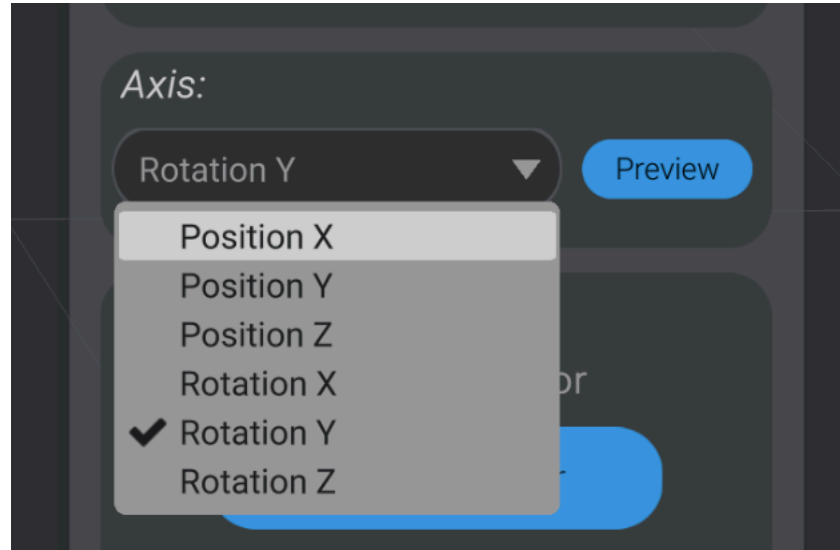 Axis:
Rotation Y
Preview
Position X
Position Y
Position Z
Rotation X
Rotation Y
Rotation Z